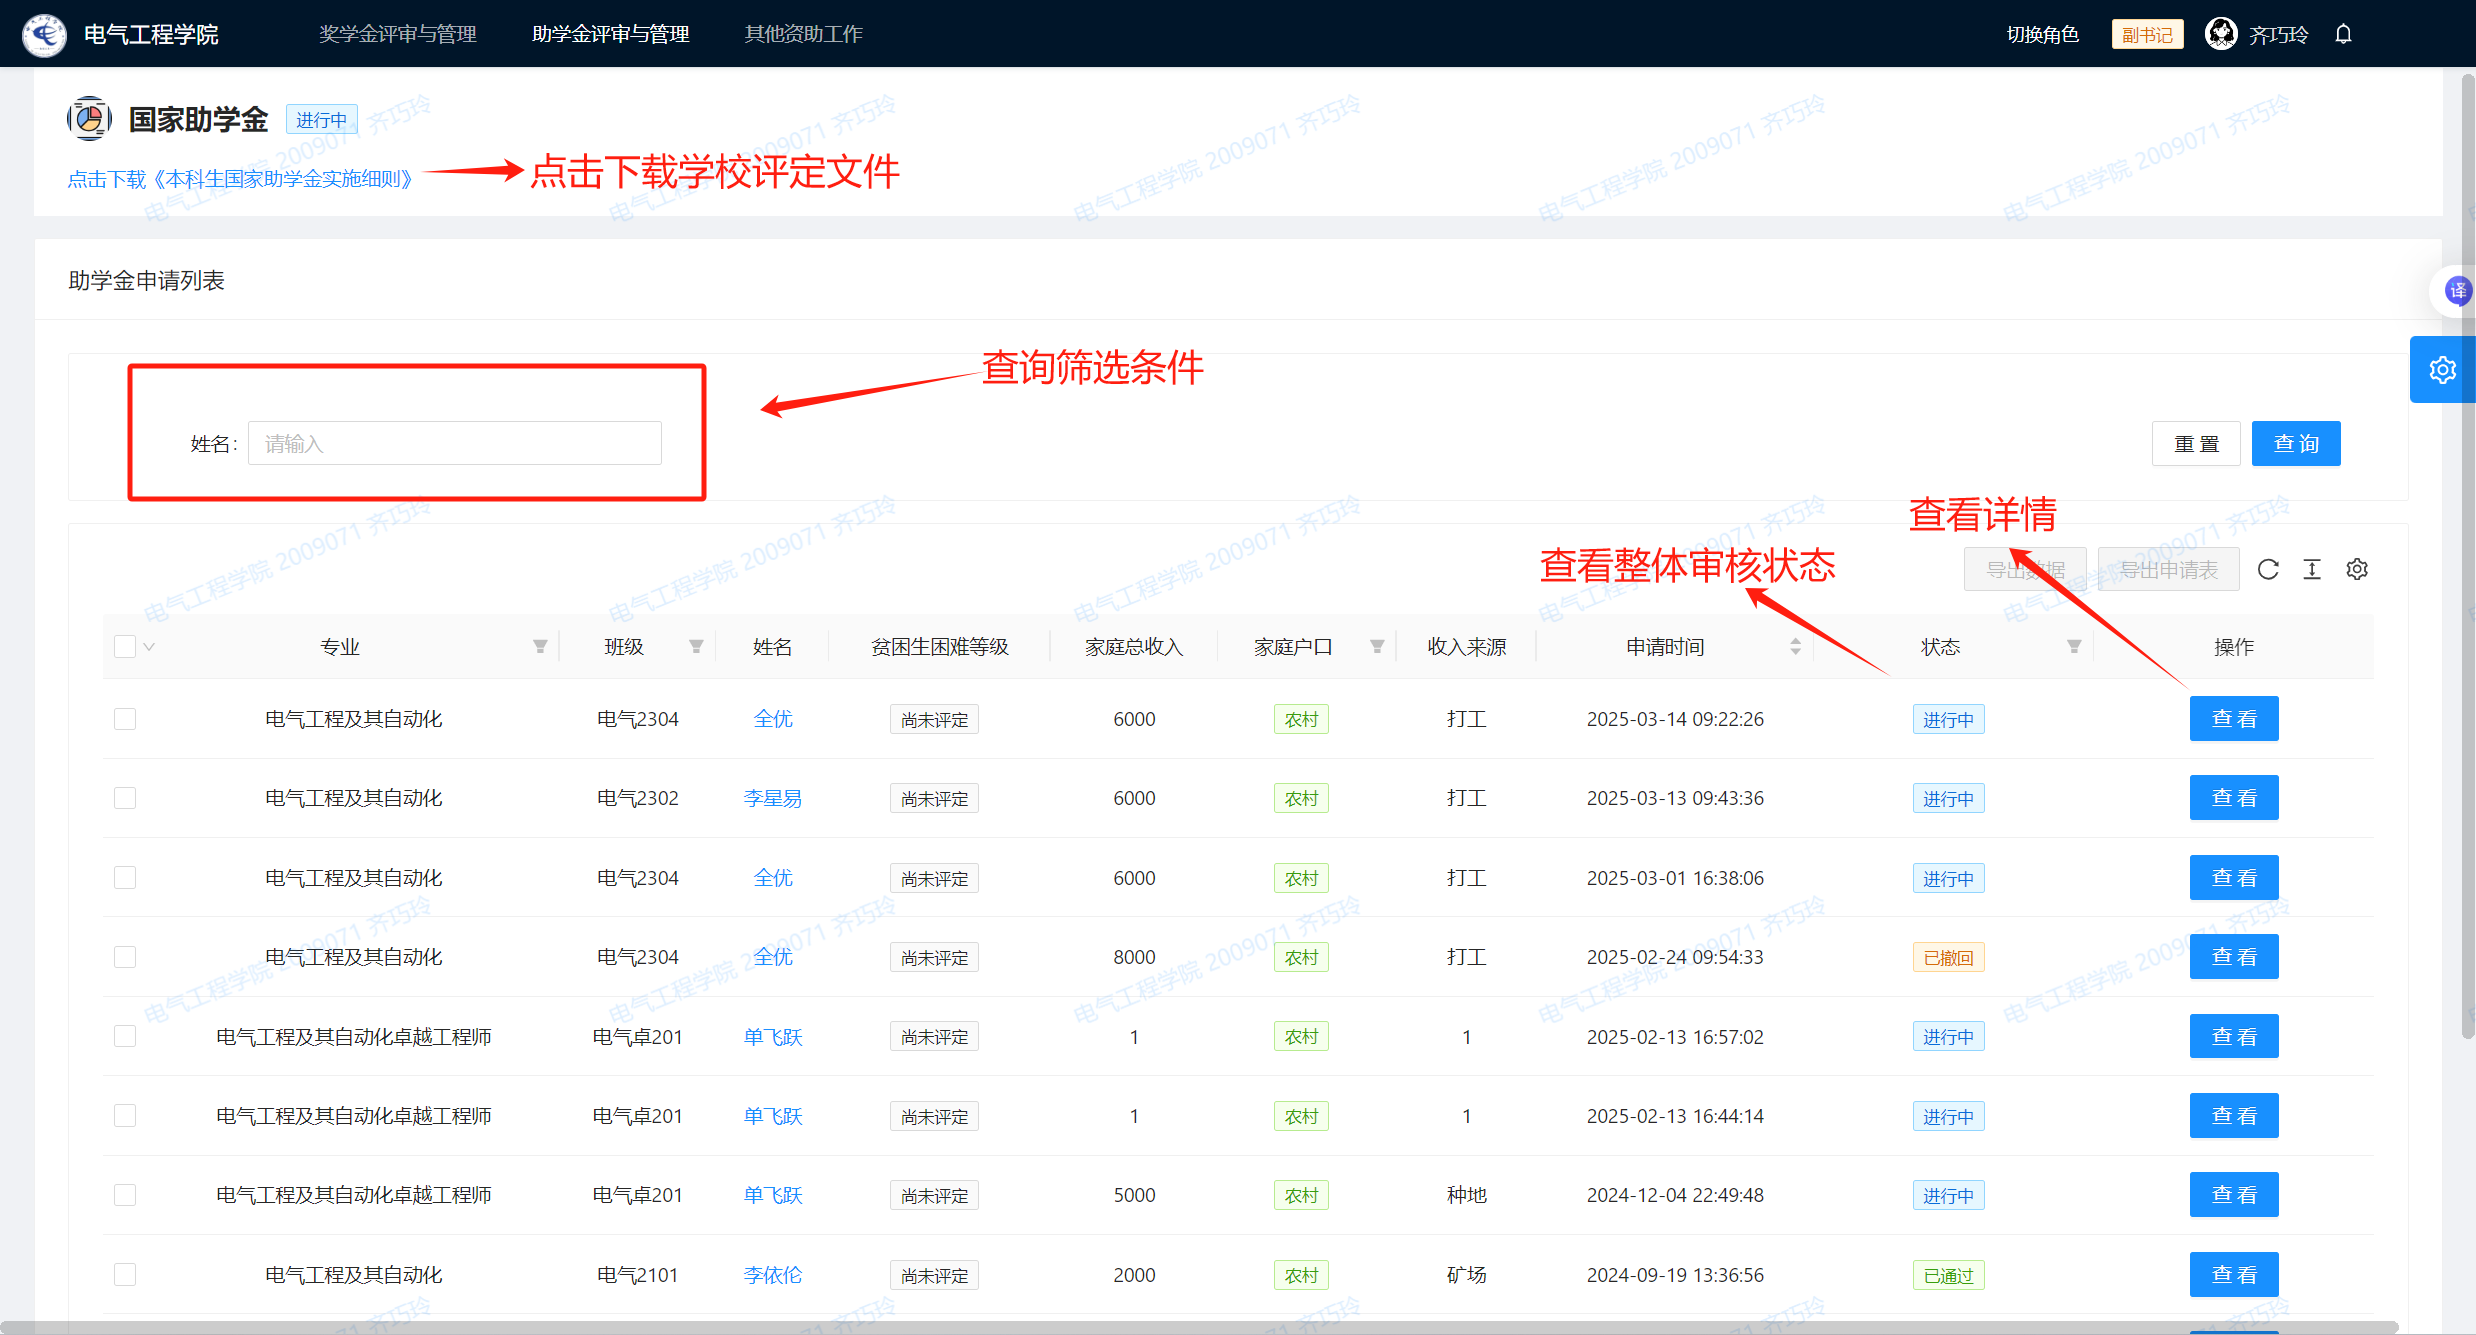 电气工程学院 奖学金评审与管理 助学金评审与管理 其他资助工作 切换角色 副书记 齐巧玲
国家助学金 进行中
点击下载《本科生国家助学金实施细则》 点击下载学校评定文件
助学金申请列表
译
查询筛选条件
姓名: 请输入 重 置 查 询
查看详情
查看整体审核状态
导出数据 导出申请表
专业 班级 姓名 贫困生困难等级 家庭总收入 家庭户口 收入来源 申请时间 状态 操作
电气工程及其自动化 电气2304 全优 尚未评定 6000 农村 打工 2025-03-14 09:22:26 进行中 查 看
电气工程及其自动化 电气2302 李星易 尚未评定 6000 农村 打工 2025-03-13 09:43:36 进行中 查 看
电气工程及其自动化 电气2304 全优 尚未评定 6000 农村 打工 2025-03-01 16:38:06 进行中 查 看
电气工程及其自动化 电气2304 全优 尚未评定 8000 农村 打工 2025-02-24 09:54:33 已撤回 查 看
电气工程及其自动化卓越工程师 电气卓201 单飞跃 尚未评定 1 农村 1 2025-02-13 16:57:02 进行中 查 看
电气工程及其自动化卓越工程师 电气卓201 单飞跃 尚未评定 1 农村 1 2025-02-13 16:44:14 进行中 查 看
电气工程及其自动化卓越工程师 电气卓201 单飞跃 尚未评定 5000 农村 种地 2024-12-04 22:49:48 进行中 查 看
电气工程及其自动化 电气2101 李依伦 尚未评定 2000 农村 矿场 2024-09-19 13:36:56 已通过 查 看
电气工程学院 2009071 齐巧玲